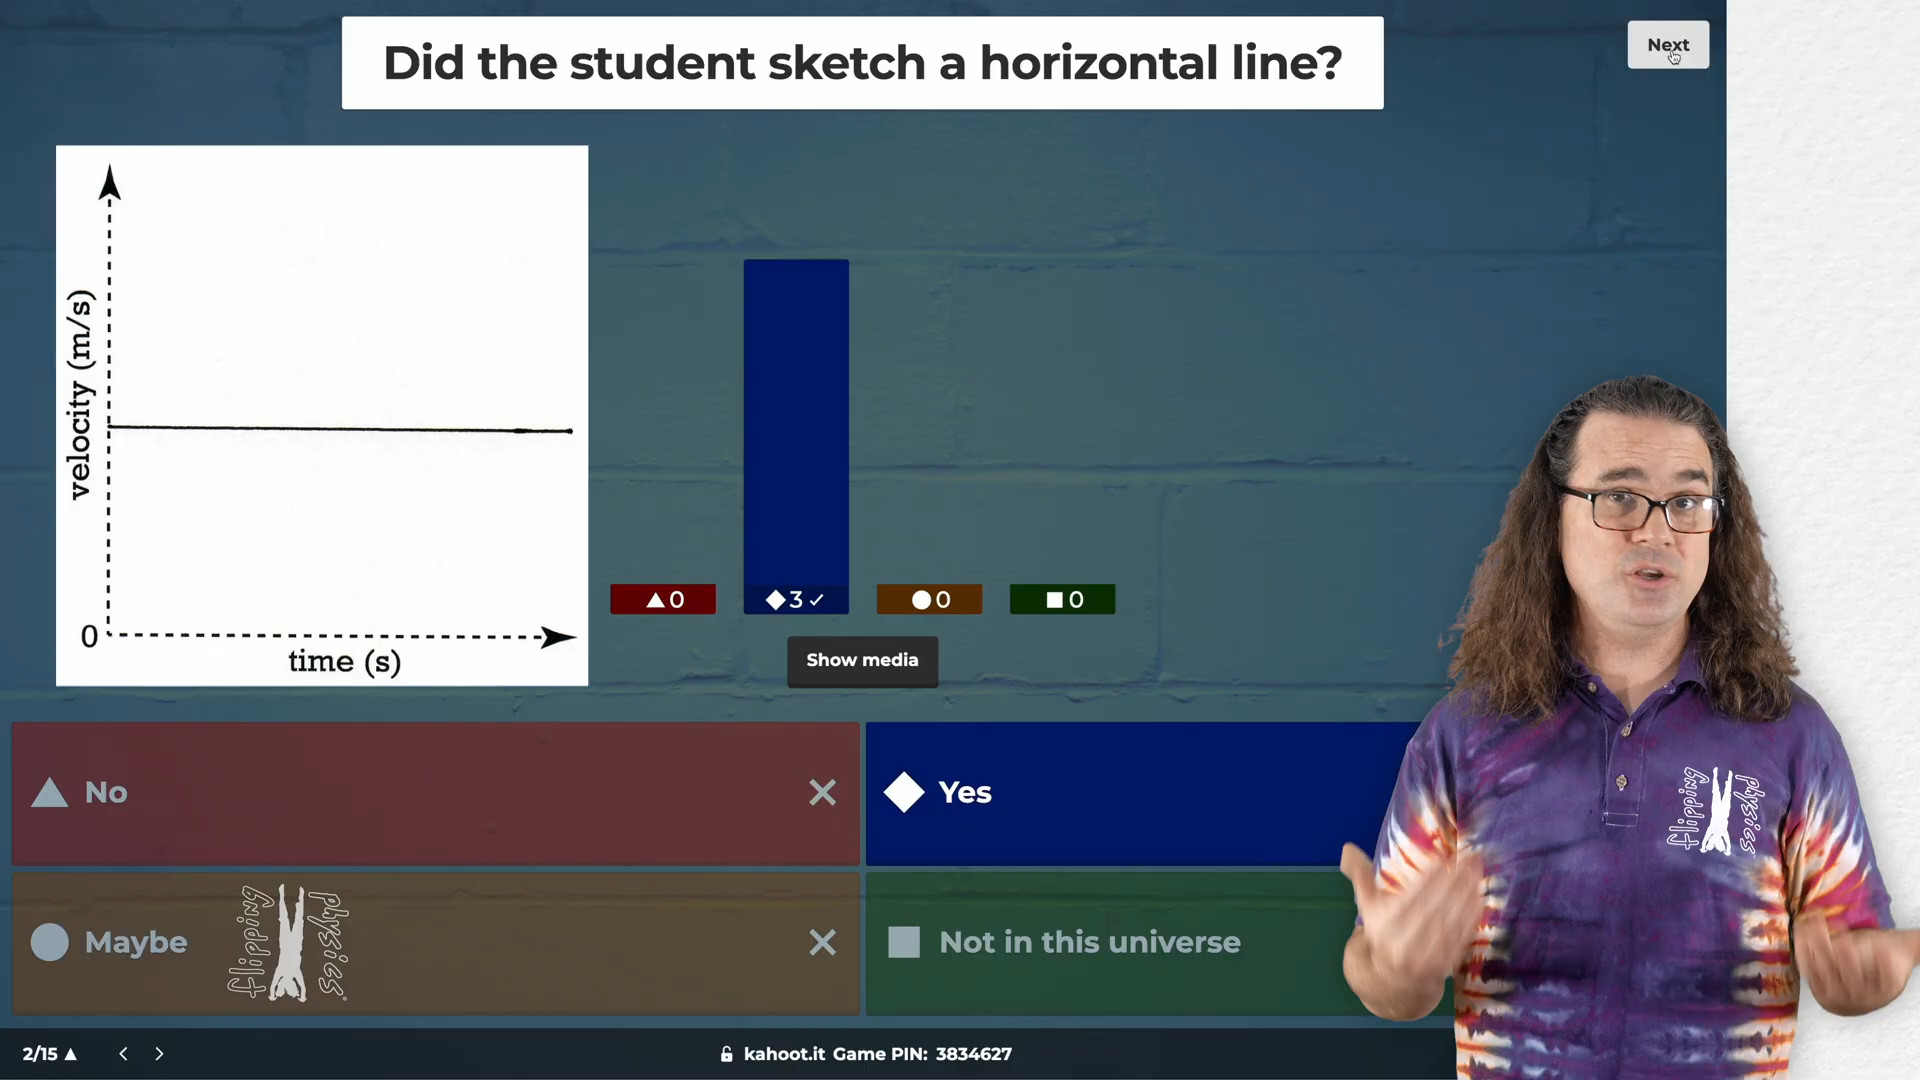 Did the student sketch a horizontal line?
Next
velocity (m/s)
0
time (s)
0
3
0
0
Show media
No
Yes
Maybe
Not in this universe
flipping physics
flipping physics
2/15
kahoot.it Game PIN: 3834627